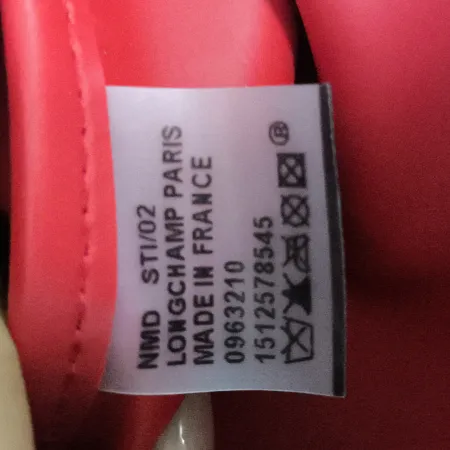 NMD STI/02
LONGCHAMP PARIS
MADE IN FRANCE
0963210
1512578545
®